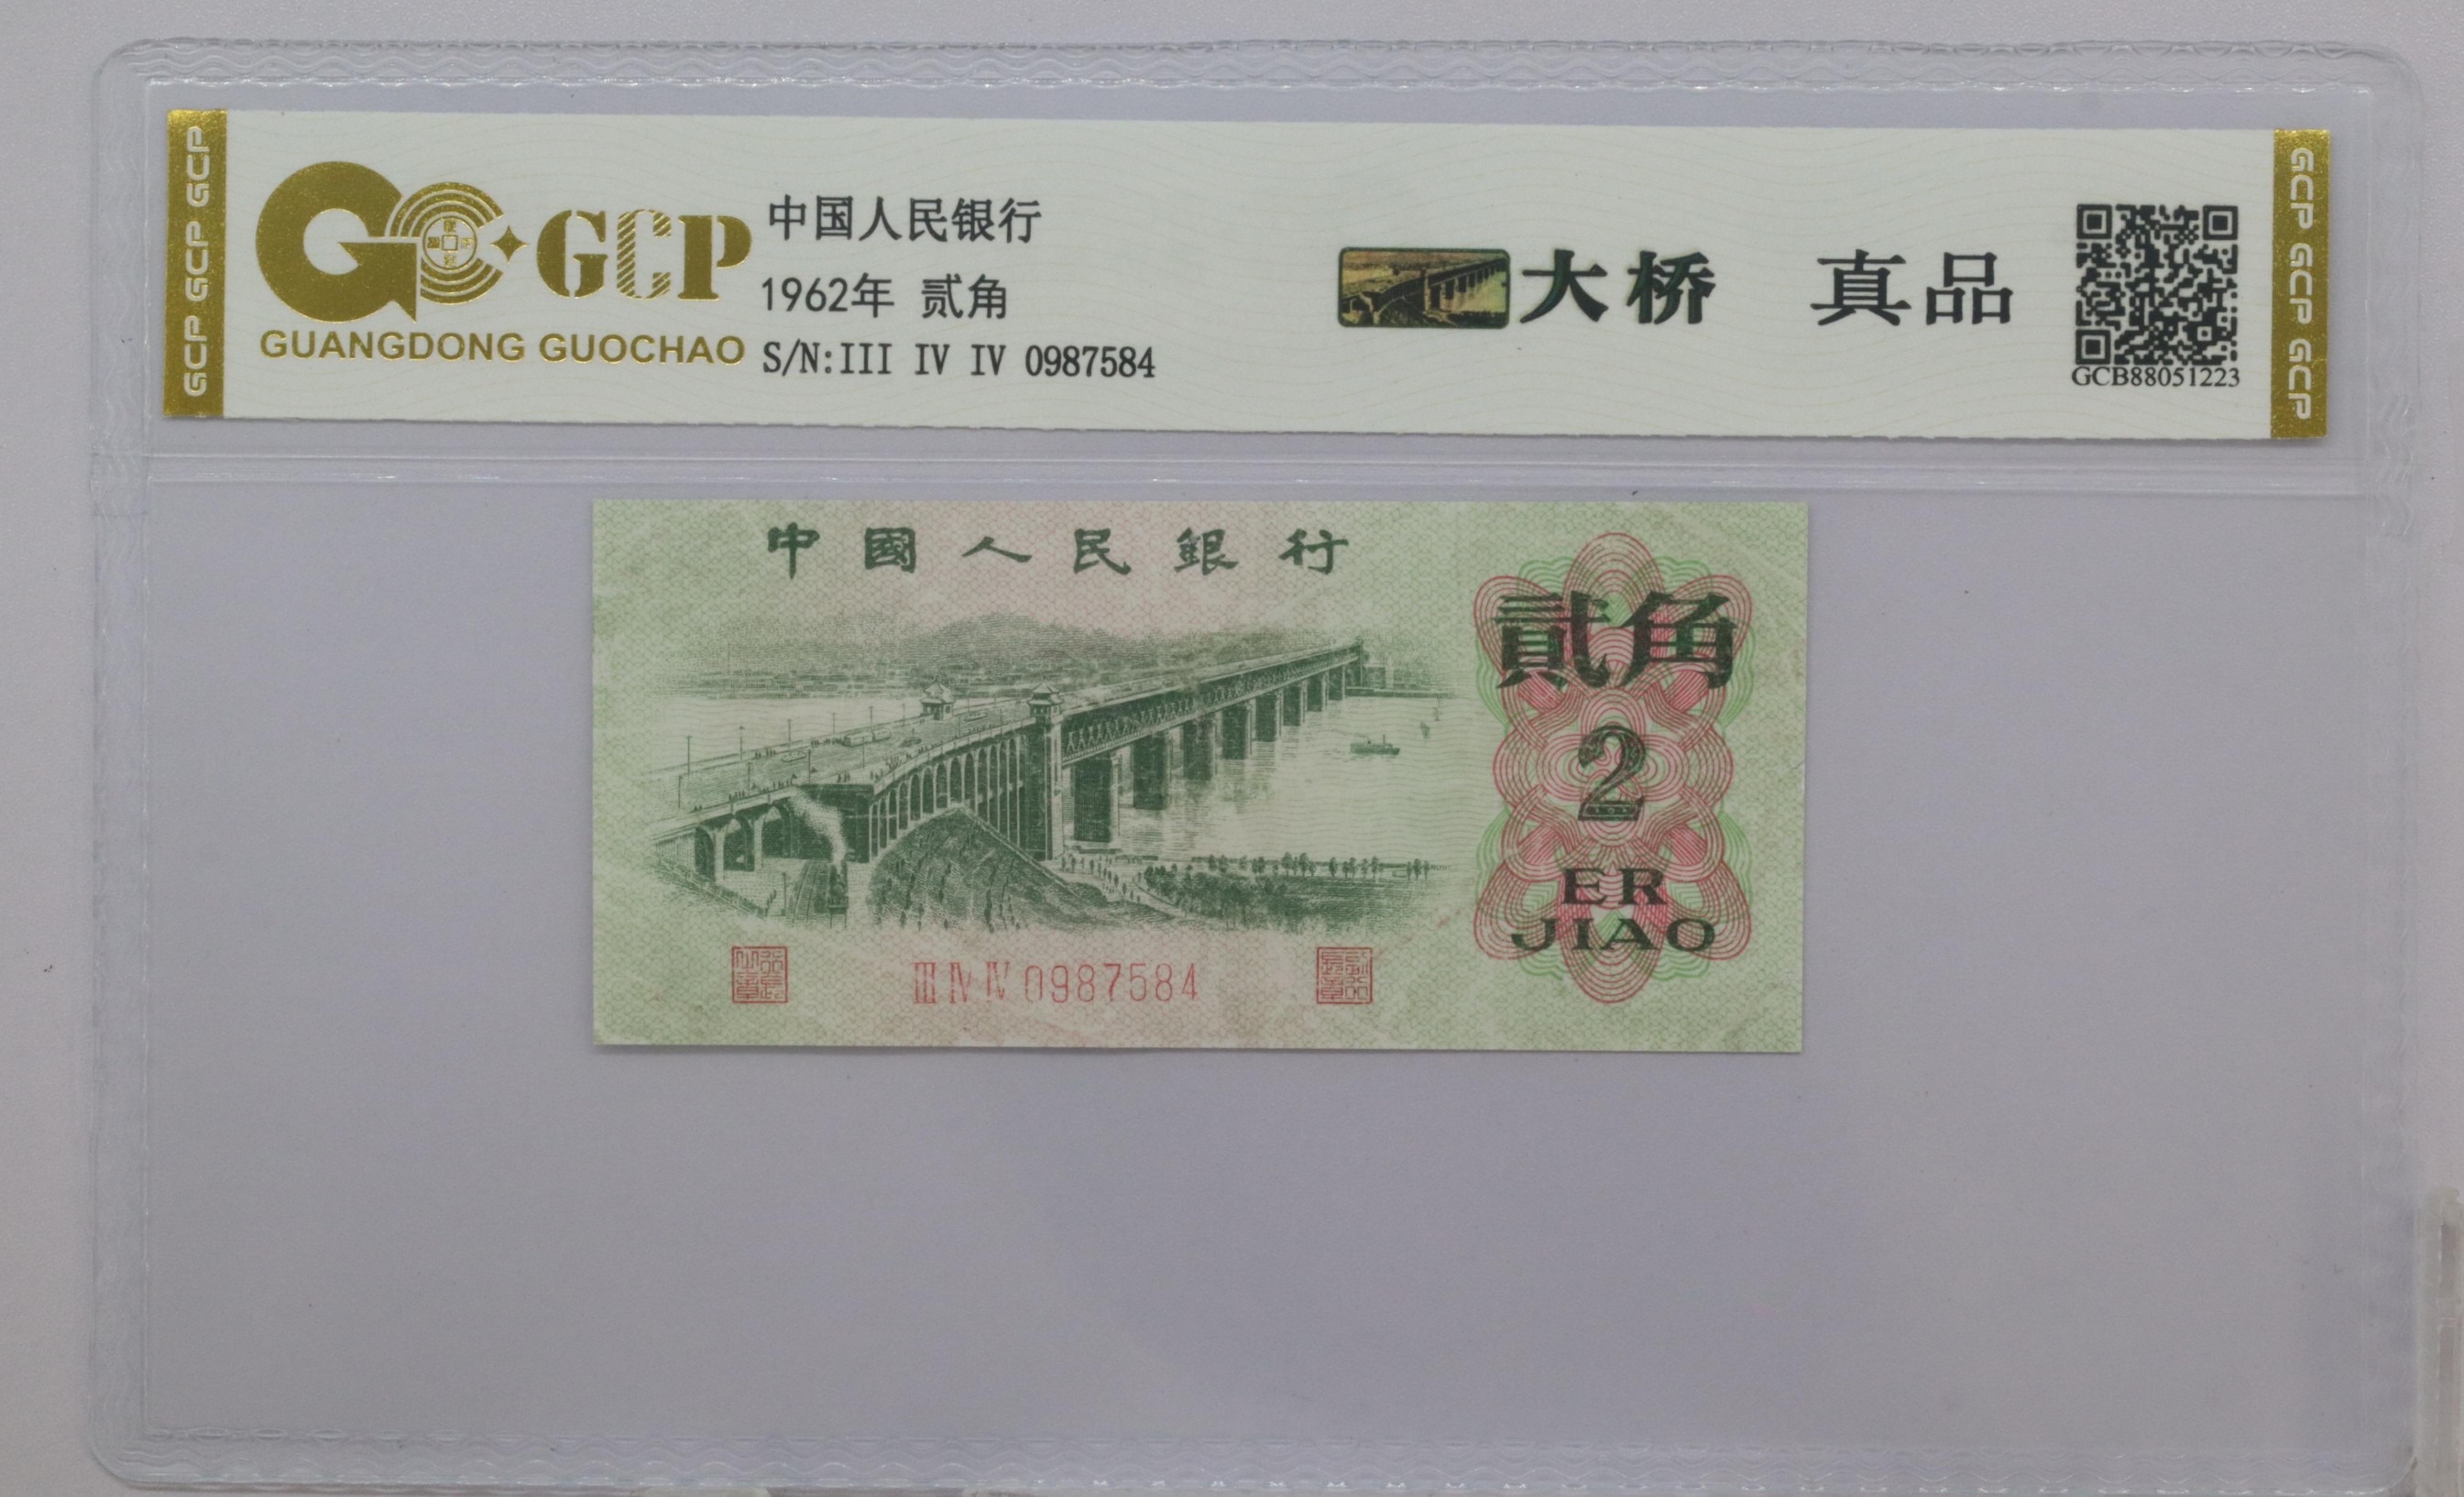 GCP GCP GCP
GCP
GUANGDONG GUOCHAO
中国人民银行
1962年 贰角
S/N:III IV IV 0987584
大桥 真品
GCB88051223
GCP GCP GCP
中國人民銀行
貳角
2
ER
JIAO
Ⅲ Ⅳ Ⅳ 0987584